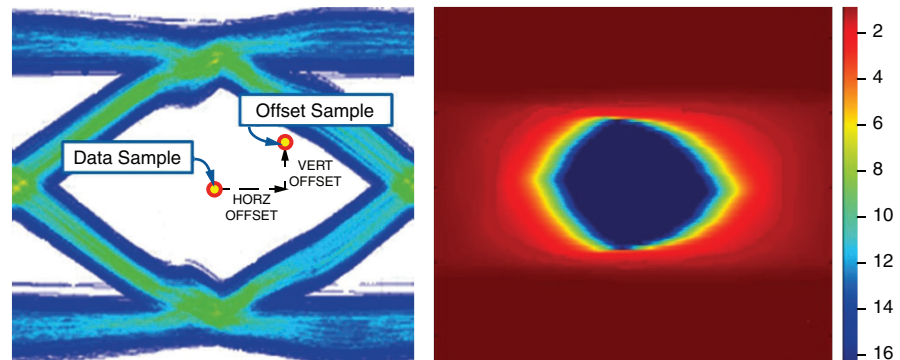 Offset Sample
Data Sample
VERT
OFFSET
HORZ
OFFSET
2
4
6
8
10
12
14
16